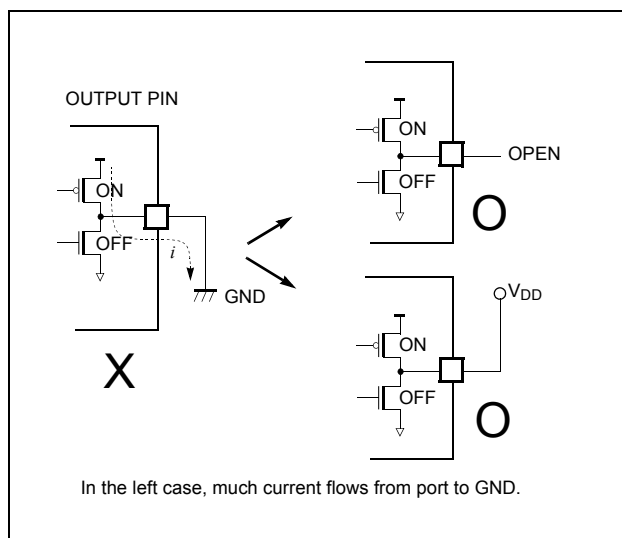 OUTPUT PIN
ON
OFF
i
GND
X
ON
OFF
OPEN
O
ON
OFF
VDD
O
In the left case, much current flows from port to GND.